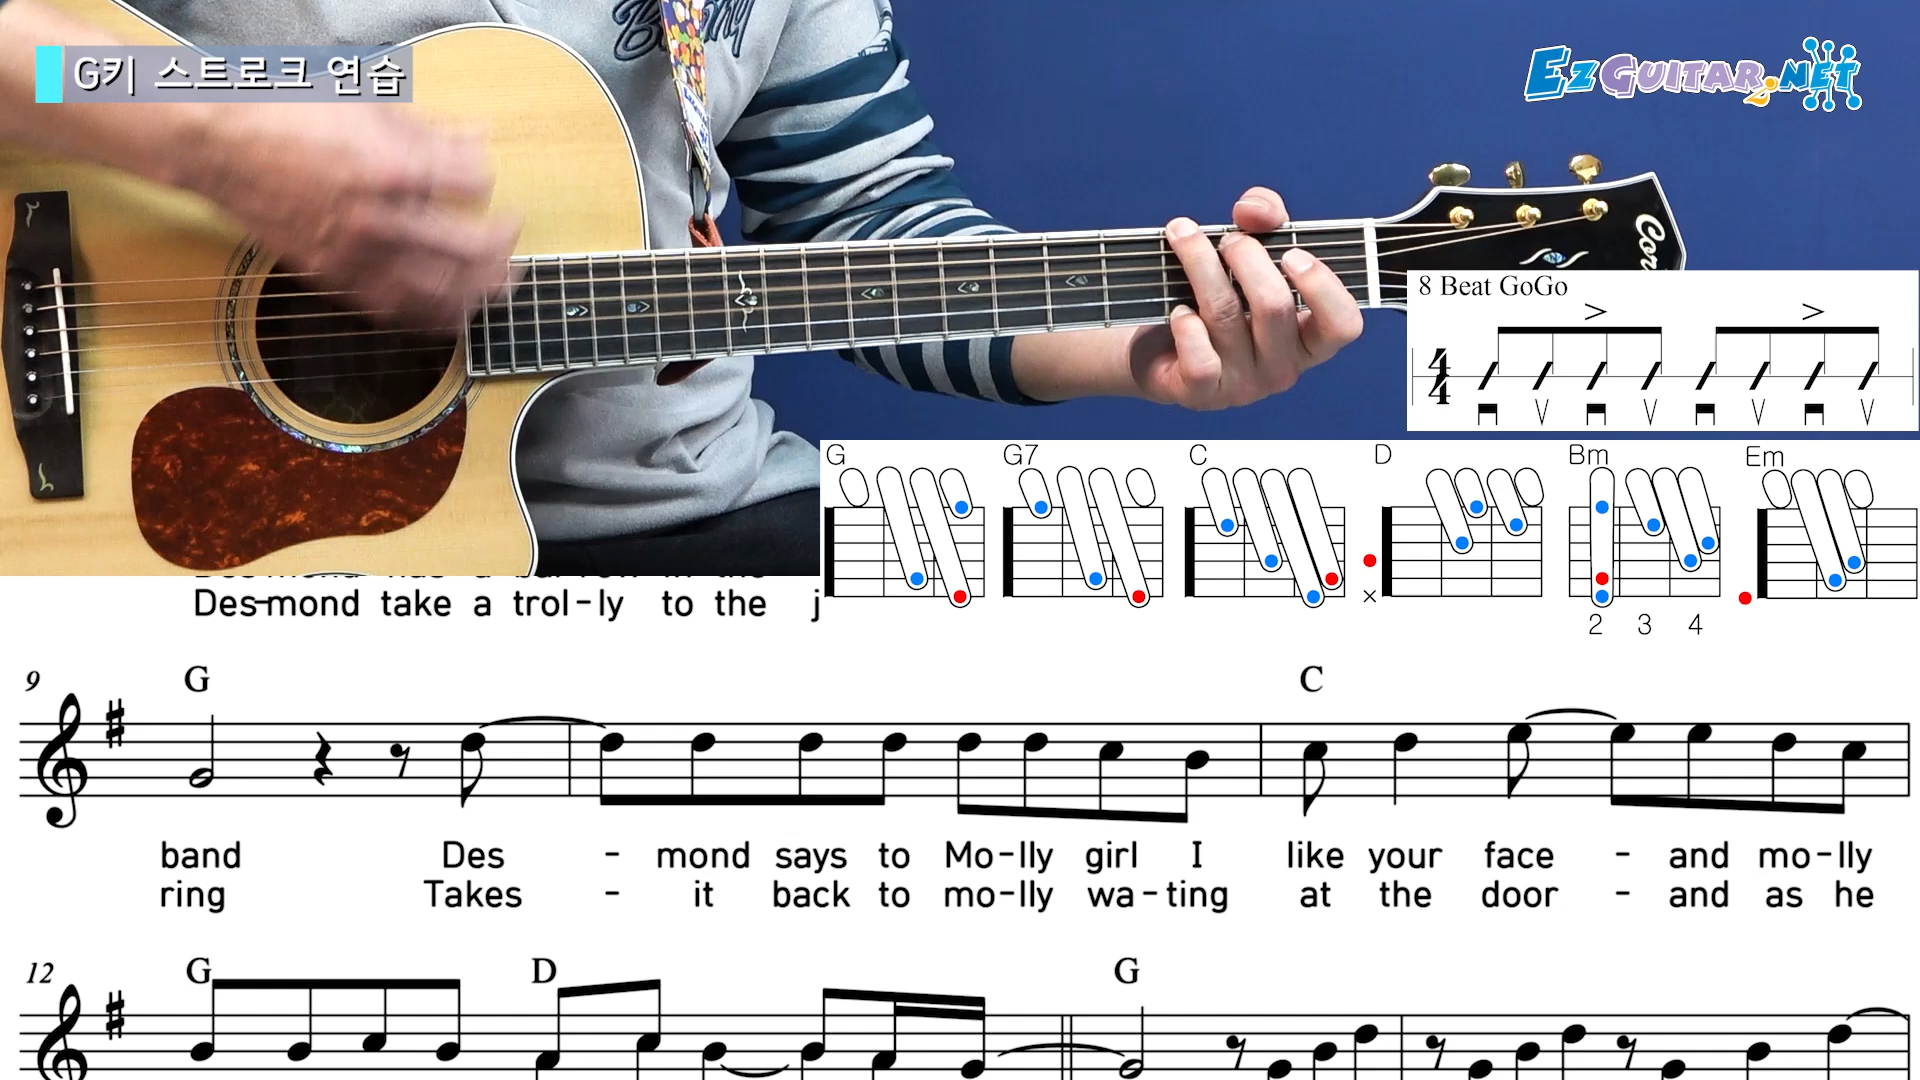 G키 스트로크 연습
EZGUITAR.NET
Cor
8 Beat GoGo
4
4
G G7 C D Bm Em
×
2 3 4
Des-mond take a trol-ly to the j
9 G C
band Des - mond says to Mo-lly girl I like your face - and mo-lly
ring Takes - it back to mo-lly wa-ting at the door - and as he
12 G D G